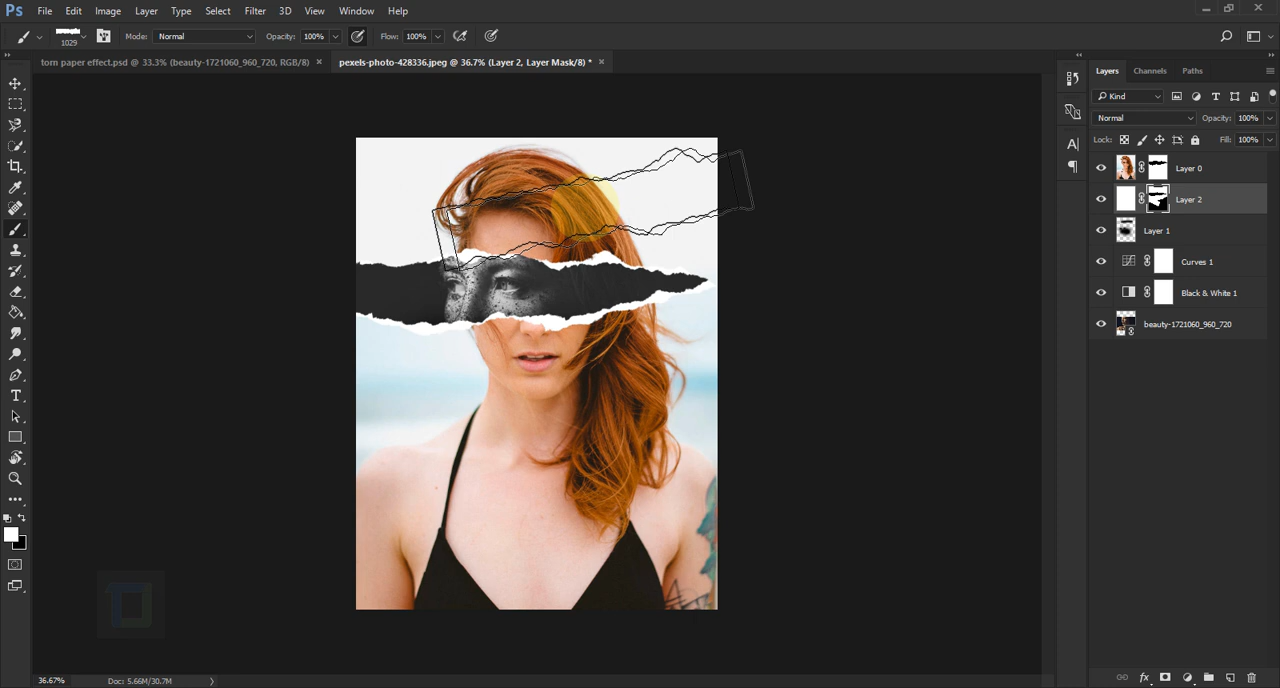 Ps File Edit Image Layer Type Select Filter 3D View Window Help
1029 Mode: Normal Opacity: 100% Flow: 100%
torn paper effect.psd @ 33.3% (beauty-1721060_960_720, RGB/8) × pexels-photo-428336.jpeg @ 36.7% (Layer 2, Layer Mask/8) * ×
Layers Channels Paths
Kind
Normal Opacity: 100%
Lock: Fill: 100%
Layer 0
Layer 2
Layer 1
Curves 1
Black & White 1
beauty-1721060_960_720
36.67% Doc: 5.66M/30.7M